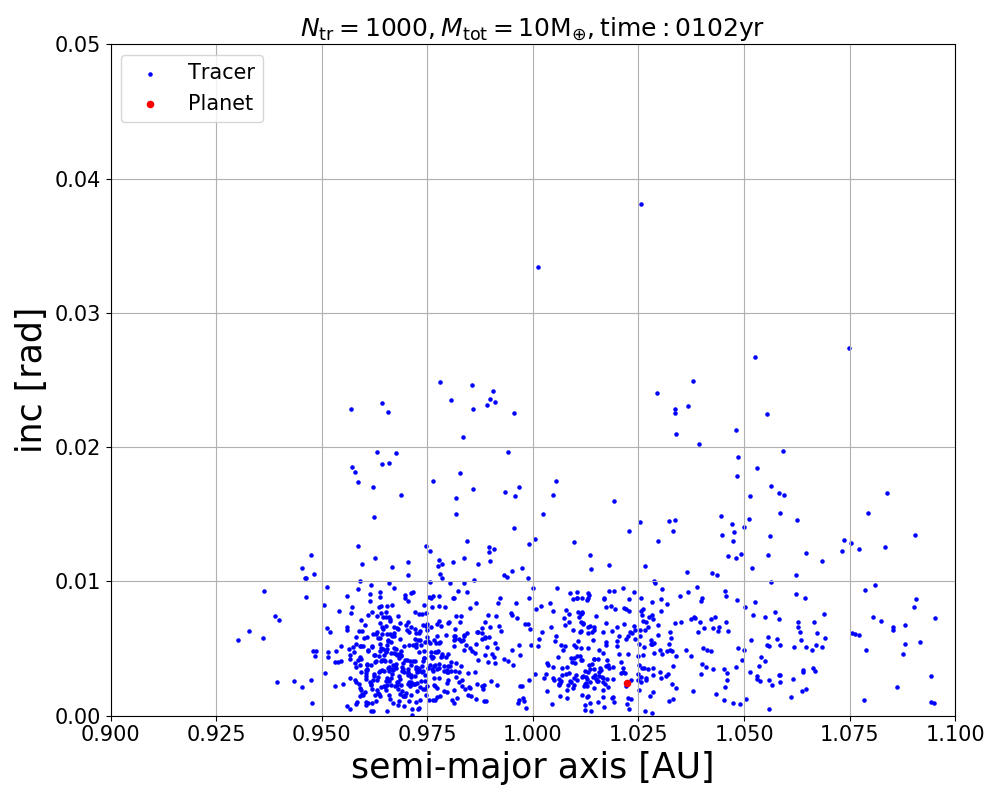 N_tr = 1000, M_tot = 10M_⊕, time : 0102yr
Tracer
Planet
0.05
0.04
0.03
0.02
0.01
0.00
inc [rad]
0.900 0.925 0.950 0.975 1.000 1.025 1.050 1.075 1.100
semi-major axis [AU]